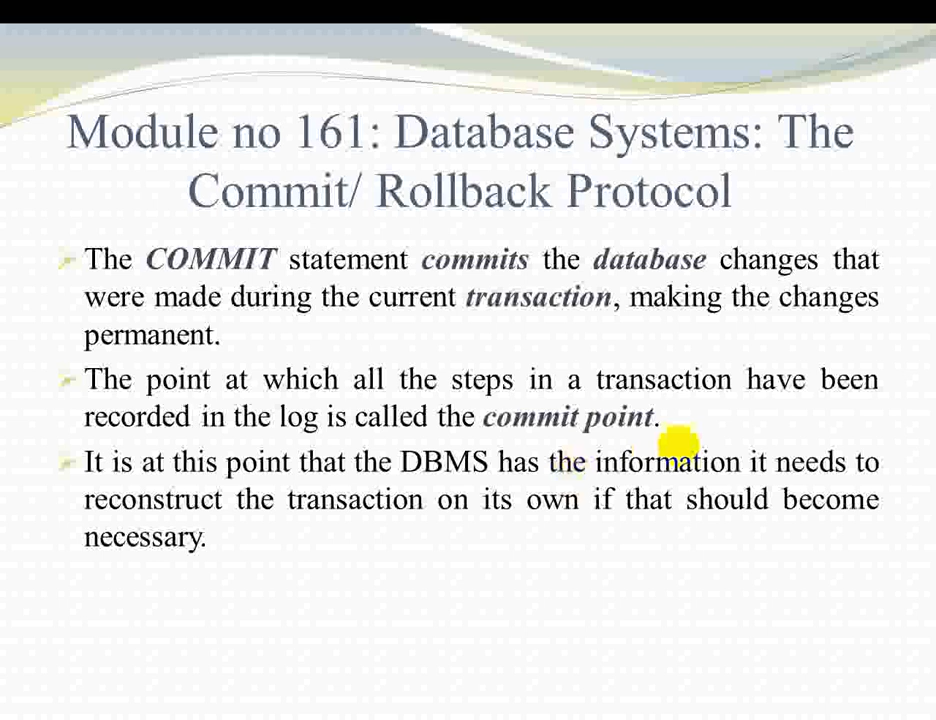 Module no 161: Database Systems: The
Commit/ Rollback Protocol
The COMMIT statement commits the database changes that
were made during the current transaction, making the changes
permanent.
The point at which all the steps in a transaction have been
recorded in the log is called the commit point.
It is at this point that the DBMS has the information it needs to
reconstruct the transaction on its own if that should become
necessary.